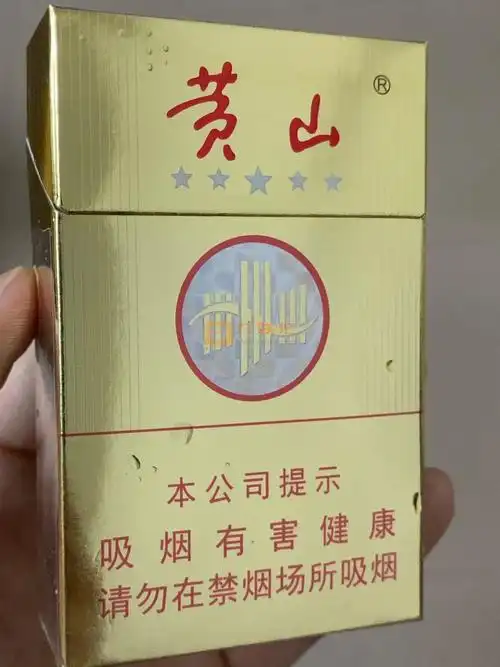 黄山®
本公司提示
吸烟有害健康
请勿在禁烟场所吸烟